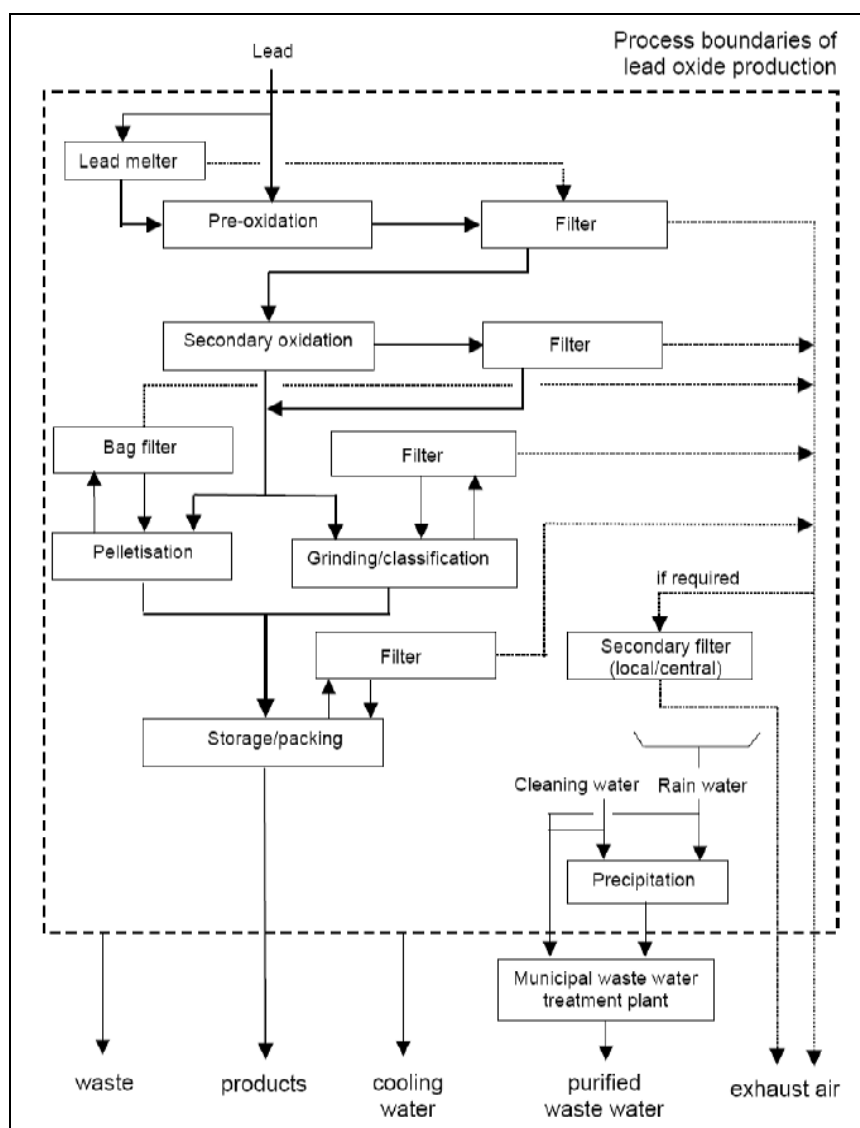 Process boundaries of
lead oxide production
Lead
Lead melter
Pre-oxidation
Filter
Secondary oxidation
Filter
Bag filter
Filter
Pelletisation
Grinding/classification
if required
Filter
Secondary filter
(local/central)
Storage/packing
Cleaning water
Rain water
Precipitation
Municipal waste water
treatment plant
waste
products
cooling
water
purified
waste water
exhaust air